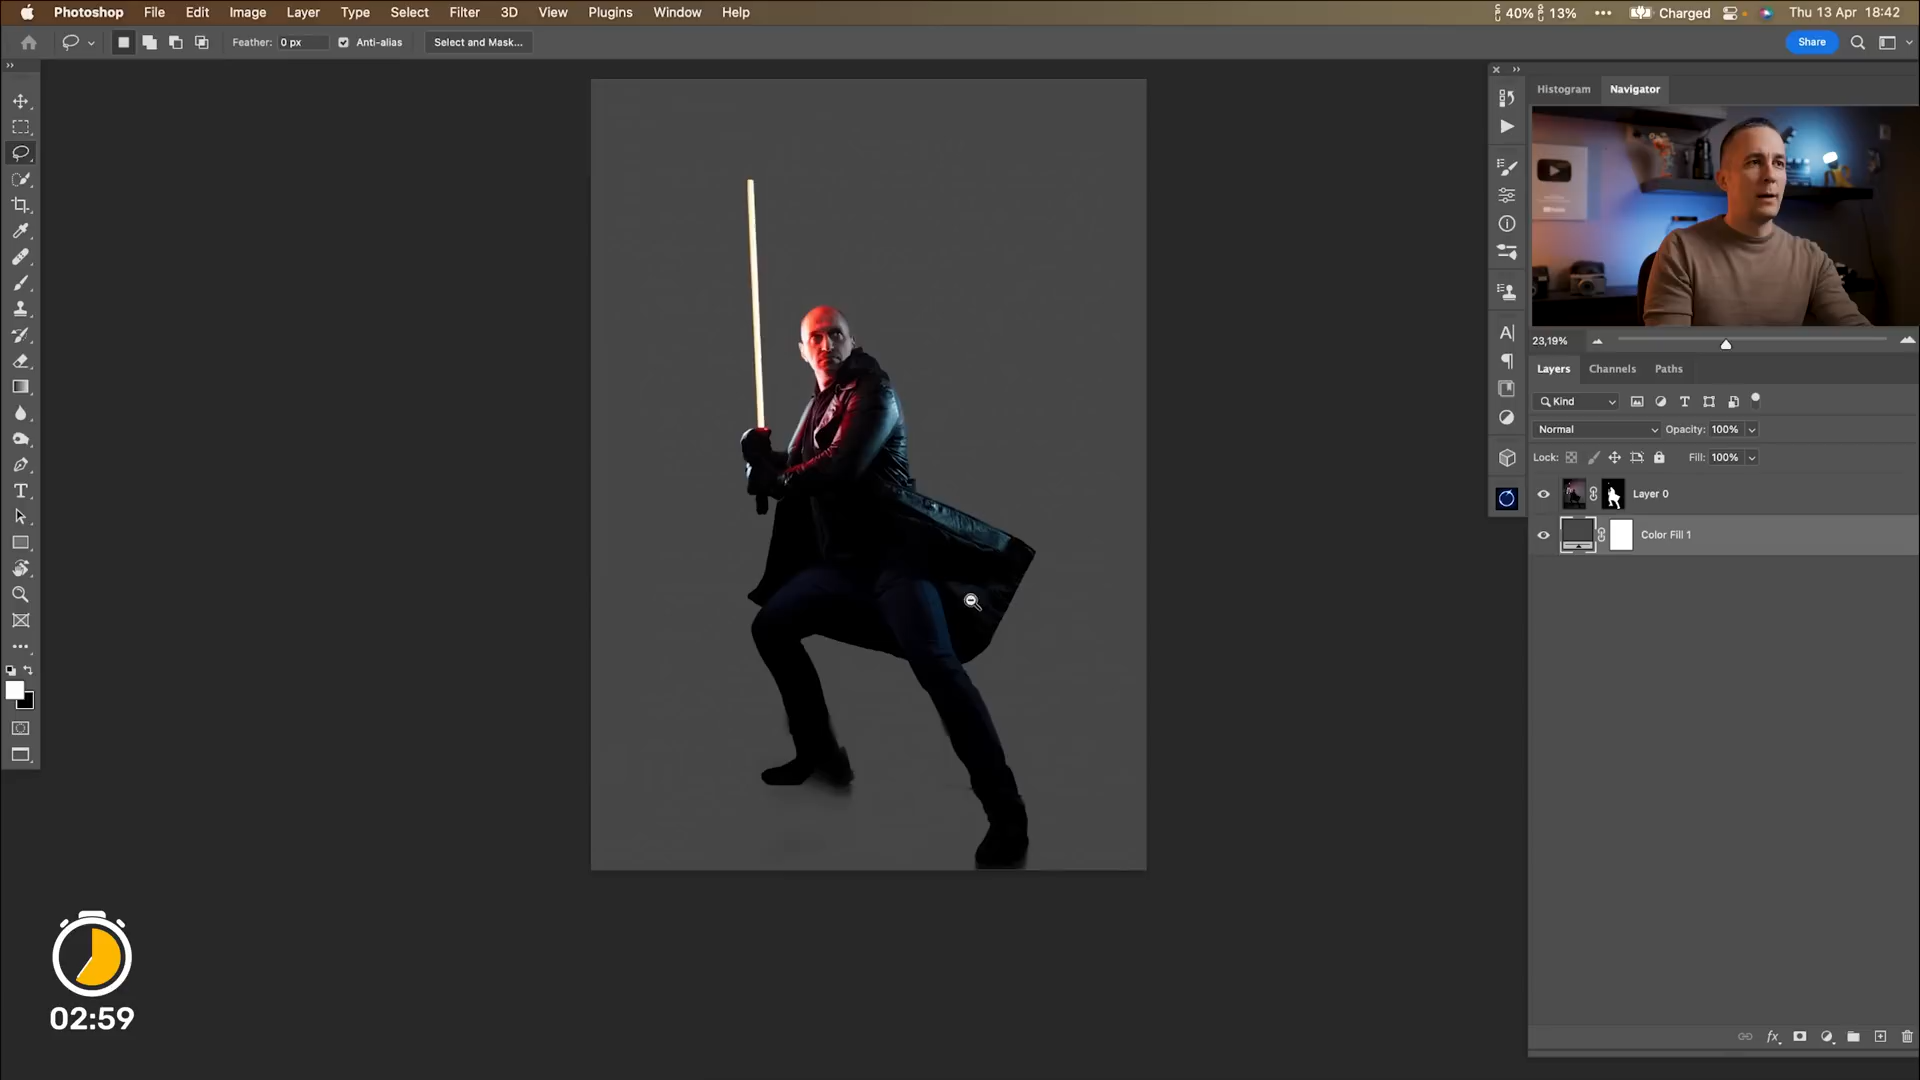 Photoshop File Edit Image Layer Type Select Filter 3D View Plugins Window Help 40% 13% Charged Thu 13 Apr 18:42
Feather: 0 px Anti-alias Select and Mask... Share
Histogram Navigator
23,19%
Layers Channels Paths
Kind
Normal Opacity: 100%
Lock: Fill: 100%
Layer 0
Color Fill 1
02:59